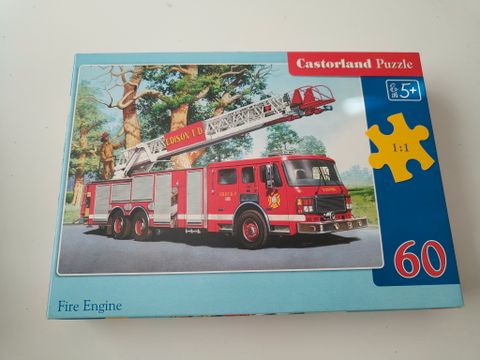 Castorland Puzzle
5+
EDISON F. D.
1:1
60
Fire Engine